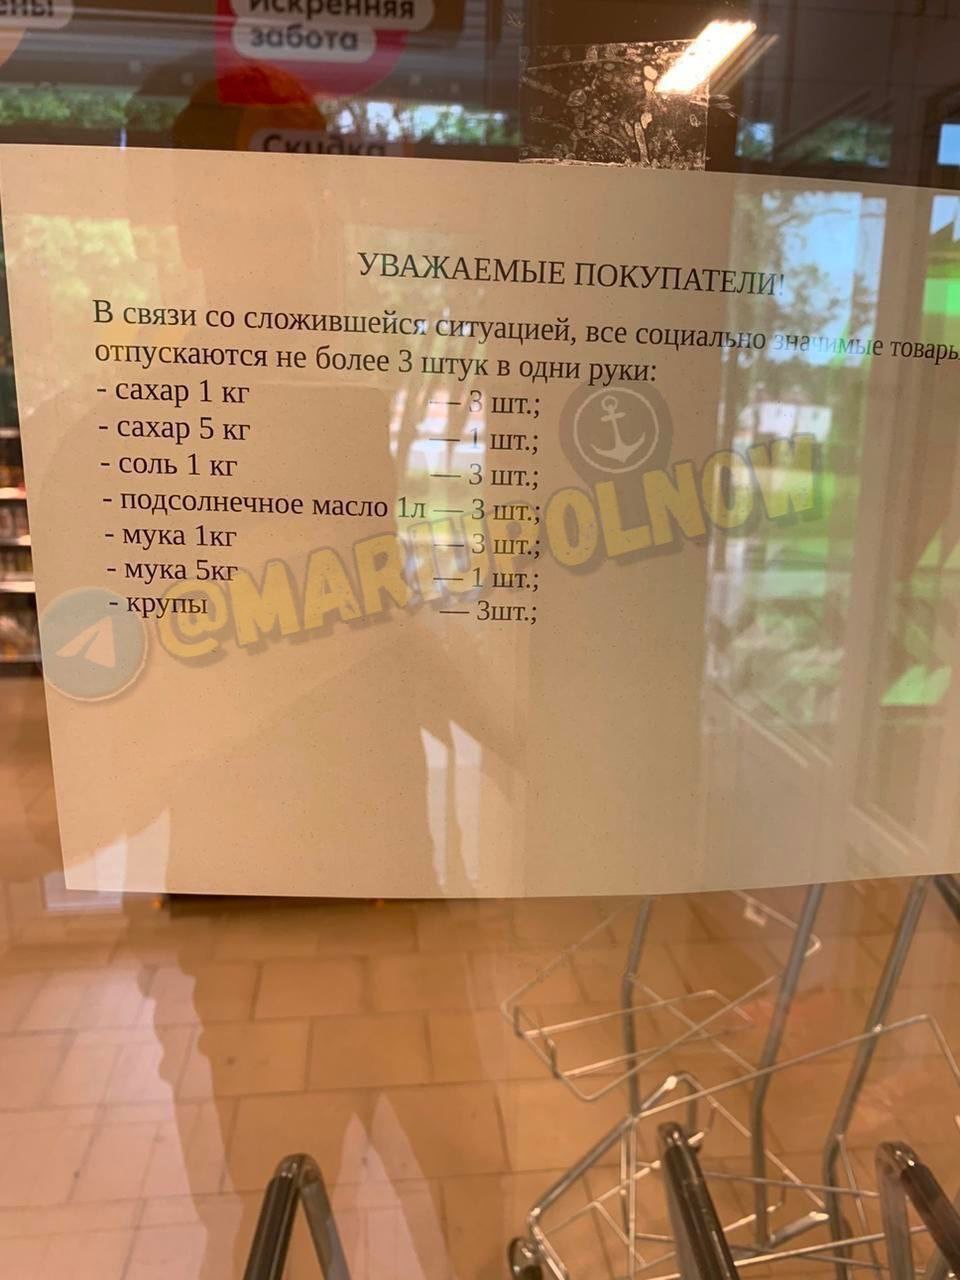 ены
Искренняя
забота
Скидка
УВАЖАЕМЫЕ ПОКУПАТЕЛИ!
В связи со сложившейся ситуацией, все социально значимые товары
отпускаются не более 3 штук в одни руки:
- сахар 1 кг — 3 шт.;
- сахар 5 кг — 1 шт.;
- соль 1 кг — 3 шт.;
- подсолнечное масло 1л — 3 шт.;
- мука 1кг — 3 шт.;
- мука 5кг — 1 шт.;
- крупы — 3шт.;
@MARIUPOLNOW